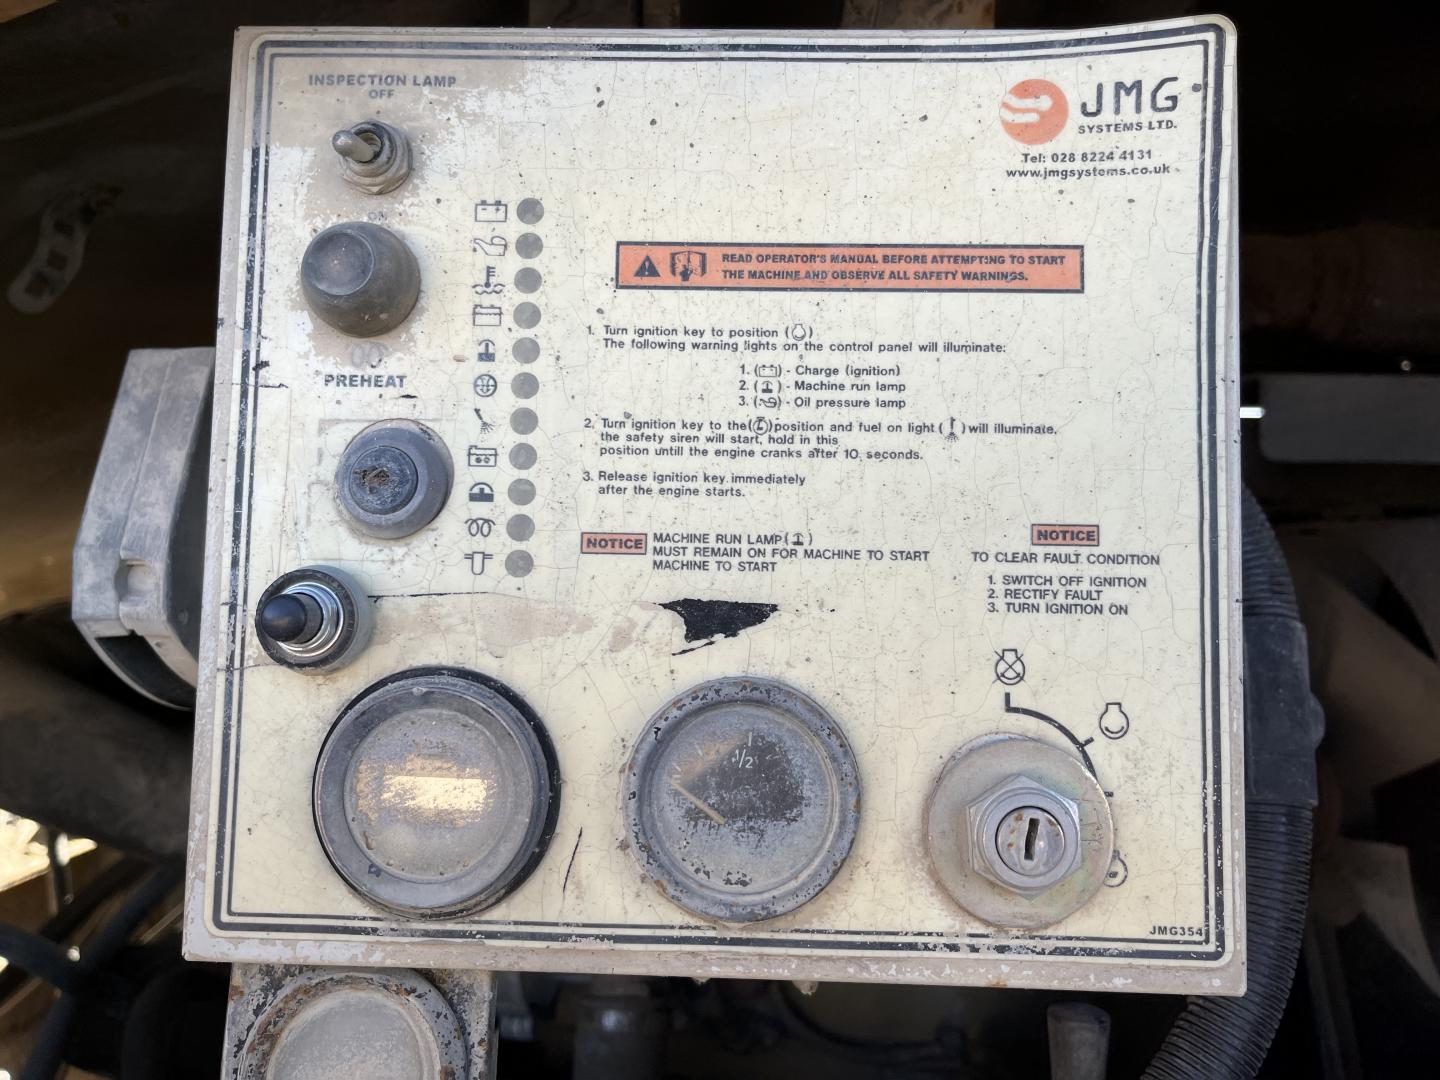 INSPECTION LAMP
OFF
ON
PREHEAT
JMG
SYSTEMS LTD.
Tel: 028 8224 4131
www.jmgsystems.co.uk
READ OPERATOR'S MANUAL BEFORE ATTEMPTING TO START
THE MACHINE AND OBSERVE ALL SAFETY WARNINGS.
1. Turn ignition key to position ( )
The following warning lights on the control panel will illuminate:
1. ( ) - Charge (ignition)
2. ( ) - Machine run lamp
3. ( ) - Oil pressure lamp
2. Turn ignition key to the ( ) position and fuel on light ( ) will illuminate.
the safety siren will start, hold in this
position untill the engine cranks after 10 seconds.
3. Release ignition key immediately
after the engine starts.
NOTICE
MACHINE RUN LAMP ( )
MUST REMAIN ON FOR MACHINE TO START
MACHINE TO START
NOTICE
TO CLEAR FAULT CONDITION
1. SWITCH OFF IGNITION
2. RECTIFY FAULT
3. TURN IGNITION ON
1/2
JMG354